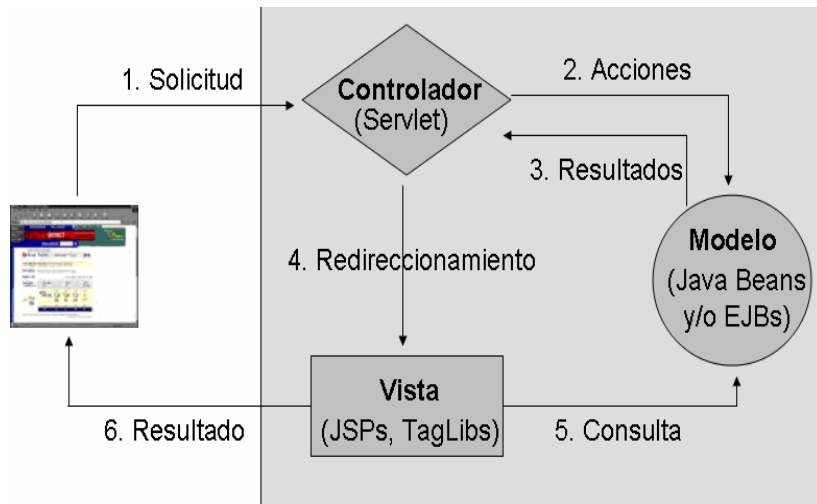 1. Solicitud
Controlador
(Servlet)
2. Acciones
3. Resultados
4. Redireccionamiento
Modelo
(Java Beans
y/o EJBs)
Vista
(JSPs, TagLibs)
5. Consulta
6. Resultado